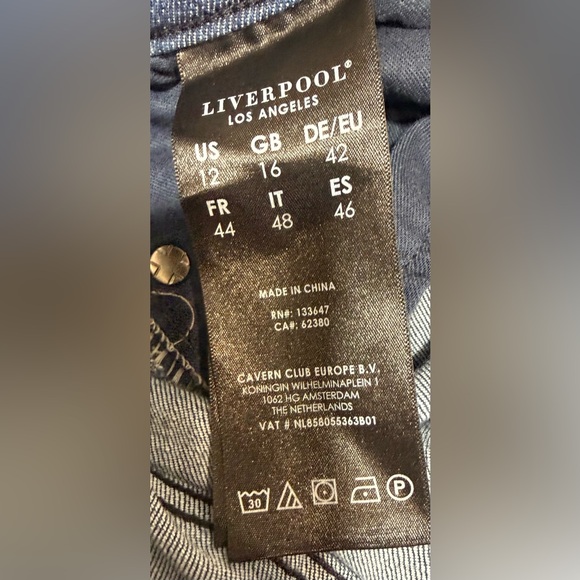 LIVERPOOL®
LOS ANGELES
US GB DE/EU
12 16 42
FR IT ES
44 48 46
MADE IN CHINA
RN#: 133647
CA#: 62380
CAVERN CLUB EUROPE B.V.
KONINGIN WILHELMINAPLEIN 1
1062 HG AMSTERDAM
THE NETHERLANDS
VAT # NL858055363B01
30 P